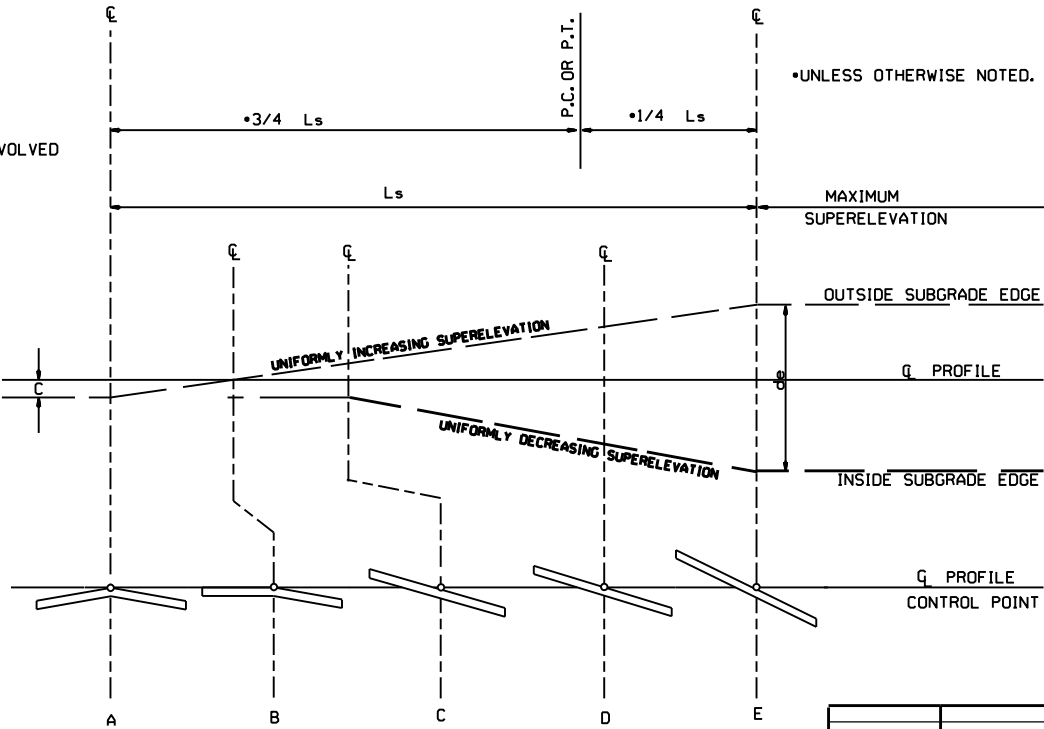 ℄
℄
P.C. OR P.T.
•UNLESS OTHERWISE NOTED.
•3/4 Ls
•1/4 Ls
VOLVED
Ls
MAXIMUM
SUPERELEVATION
℄
℄
℄
OUTSIDE SUBGRADE EDGE
UNIFORMLY INCREASING SUPERELEVATION
℄ PROFILE
C
de
UNIFORMLY DECREASING SUPERELEVATION
INSIDE SUBGRADE EDGE
℄ PROFILE
CONTROL POINT
A
B
C
D
E